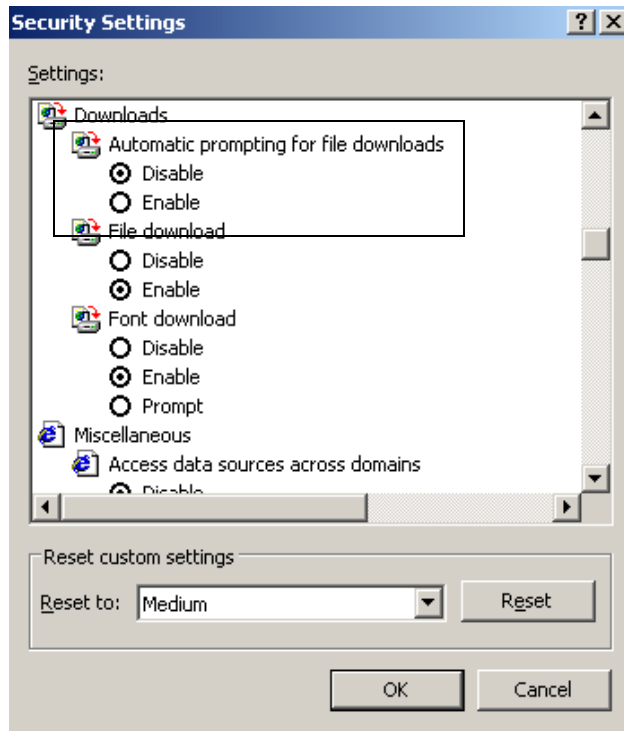 Security Settings
Settings:
Downloads
Automatic prompting for file downloads
Disable
Enable
File download
Disable
Enable
Font download
Disable
Enable
Prompt
Miscellaneous
Access data sources across domains
Disable
Reset custom settings
Reset to: Medium Reset
OK Cancel